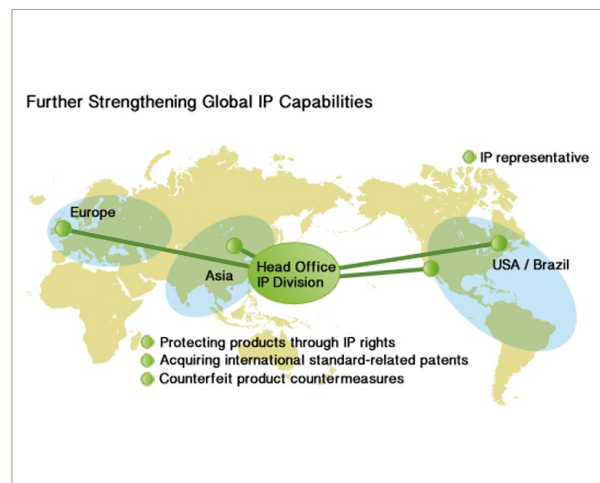 Further Strengthening Global IP Capabilities
IP representative
Europe
Asia
Head Office
IP Division
USA / Brazil
Protecting products through IP rights
Acquiring international standard-related patents
Counterfeit product countermeasures